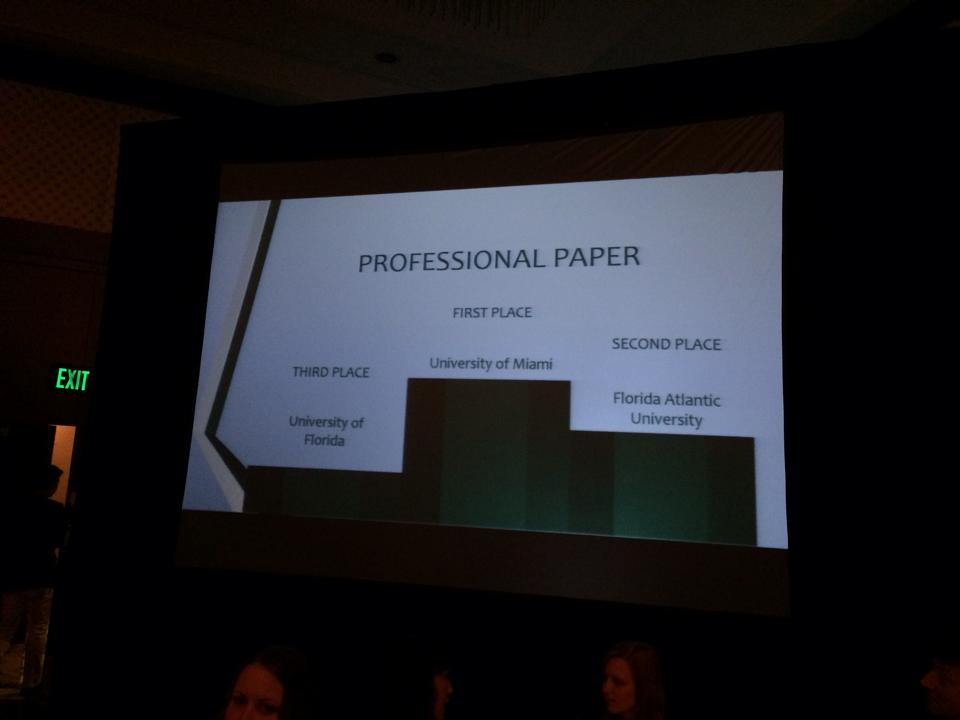 PROFESSIONAL PAPER
FIRST PLACE
University of Miami
SECOND PLACE
Florida Atlantic
University
THIRD PLACE
University of
Florida
EXIT